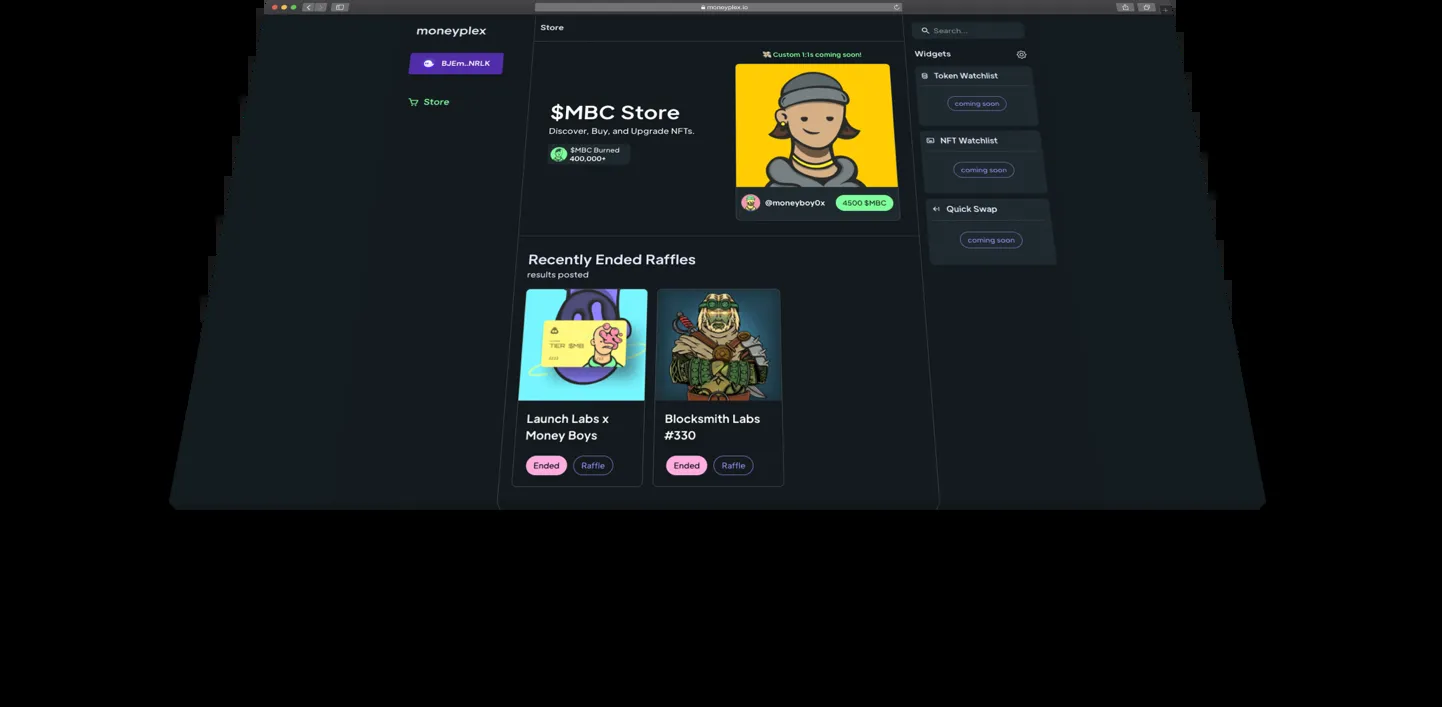 moneyplex.io
moneyplex
BJEm..NRLK
Store
Store
Custom 1:1s coming soon!
$MBC Store
Discover, Buy, and Upgrade NFTs.
$MBC Burned
400,000+
@moneyboy0x
4500 $MBC
Search...
Widgets
Token Watchlist
coming soon
NFT Watchlist
coming soon
Quick Swap
coming soon
Recently Ended Raffles
results posted
TIER $MB
Launch Labs x
Money Boys
Ended
Raffle
Blocksmith Labs
#330
Ended
Raffle